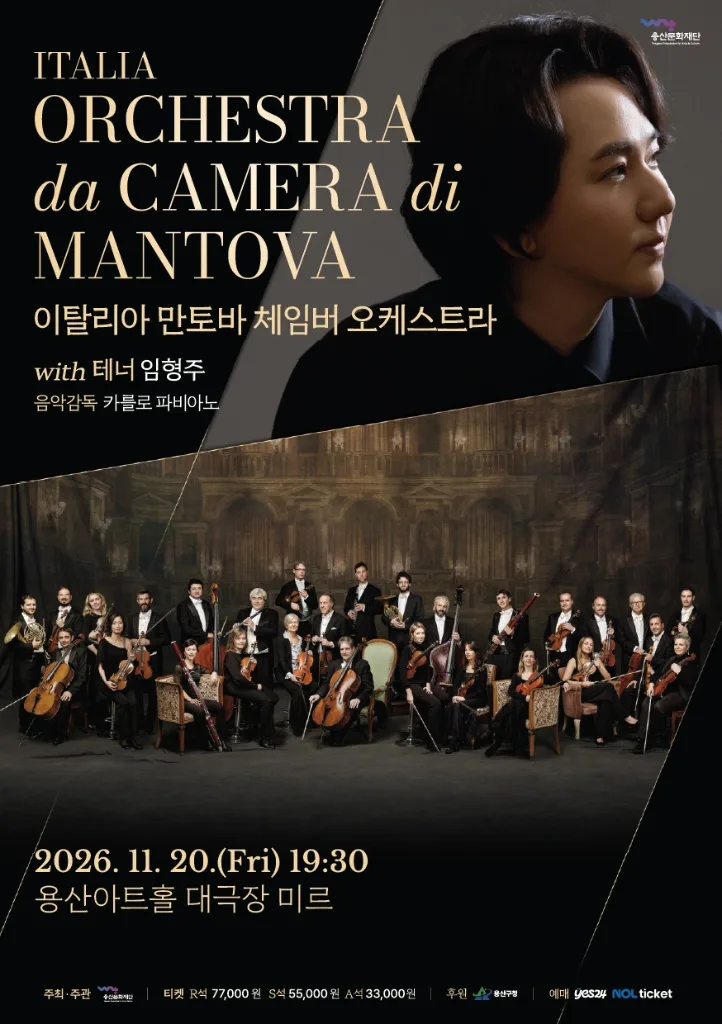 용산문화재단
ITALIA
ORCHESTRA
da CAMERA di
MANTOVA
이탈리아 만토바 체임버 오케스트라
with 테너 임형주
음악감독 카를로 파비아노
2026. 11. 20.(Fri) 19:30
용산아트홀 대극장 미르
주최·주관 용산문화재단 | 티켓 R석 77,000원 S석 55,000원 A석 33,000원 | 후원 용산구청 | 예매 yes24 NOL ticket